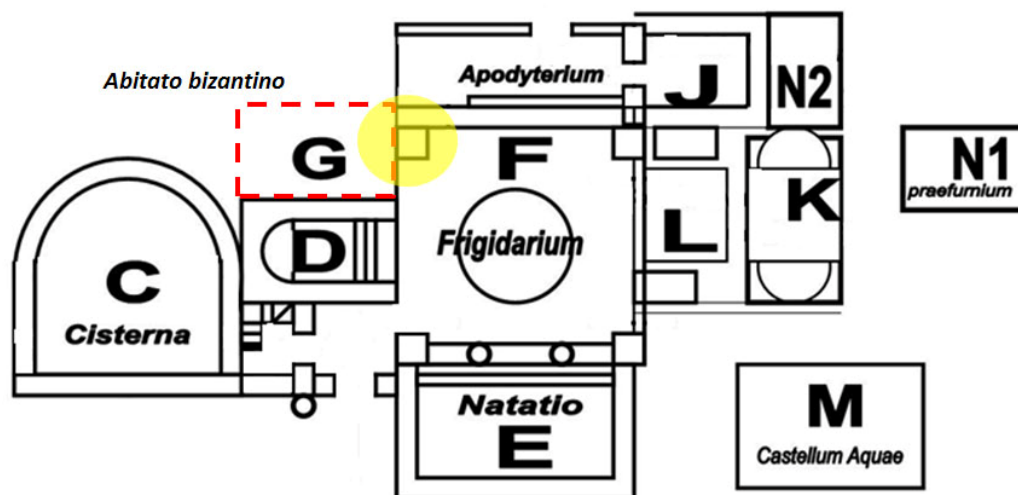 Abitato bizantino
Apodyterium
J
N2
G
F
N1
praefurnium
K
D
Frigidarium
L
C
Cisterna
Natatio
E
M
Castellum Aquae